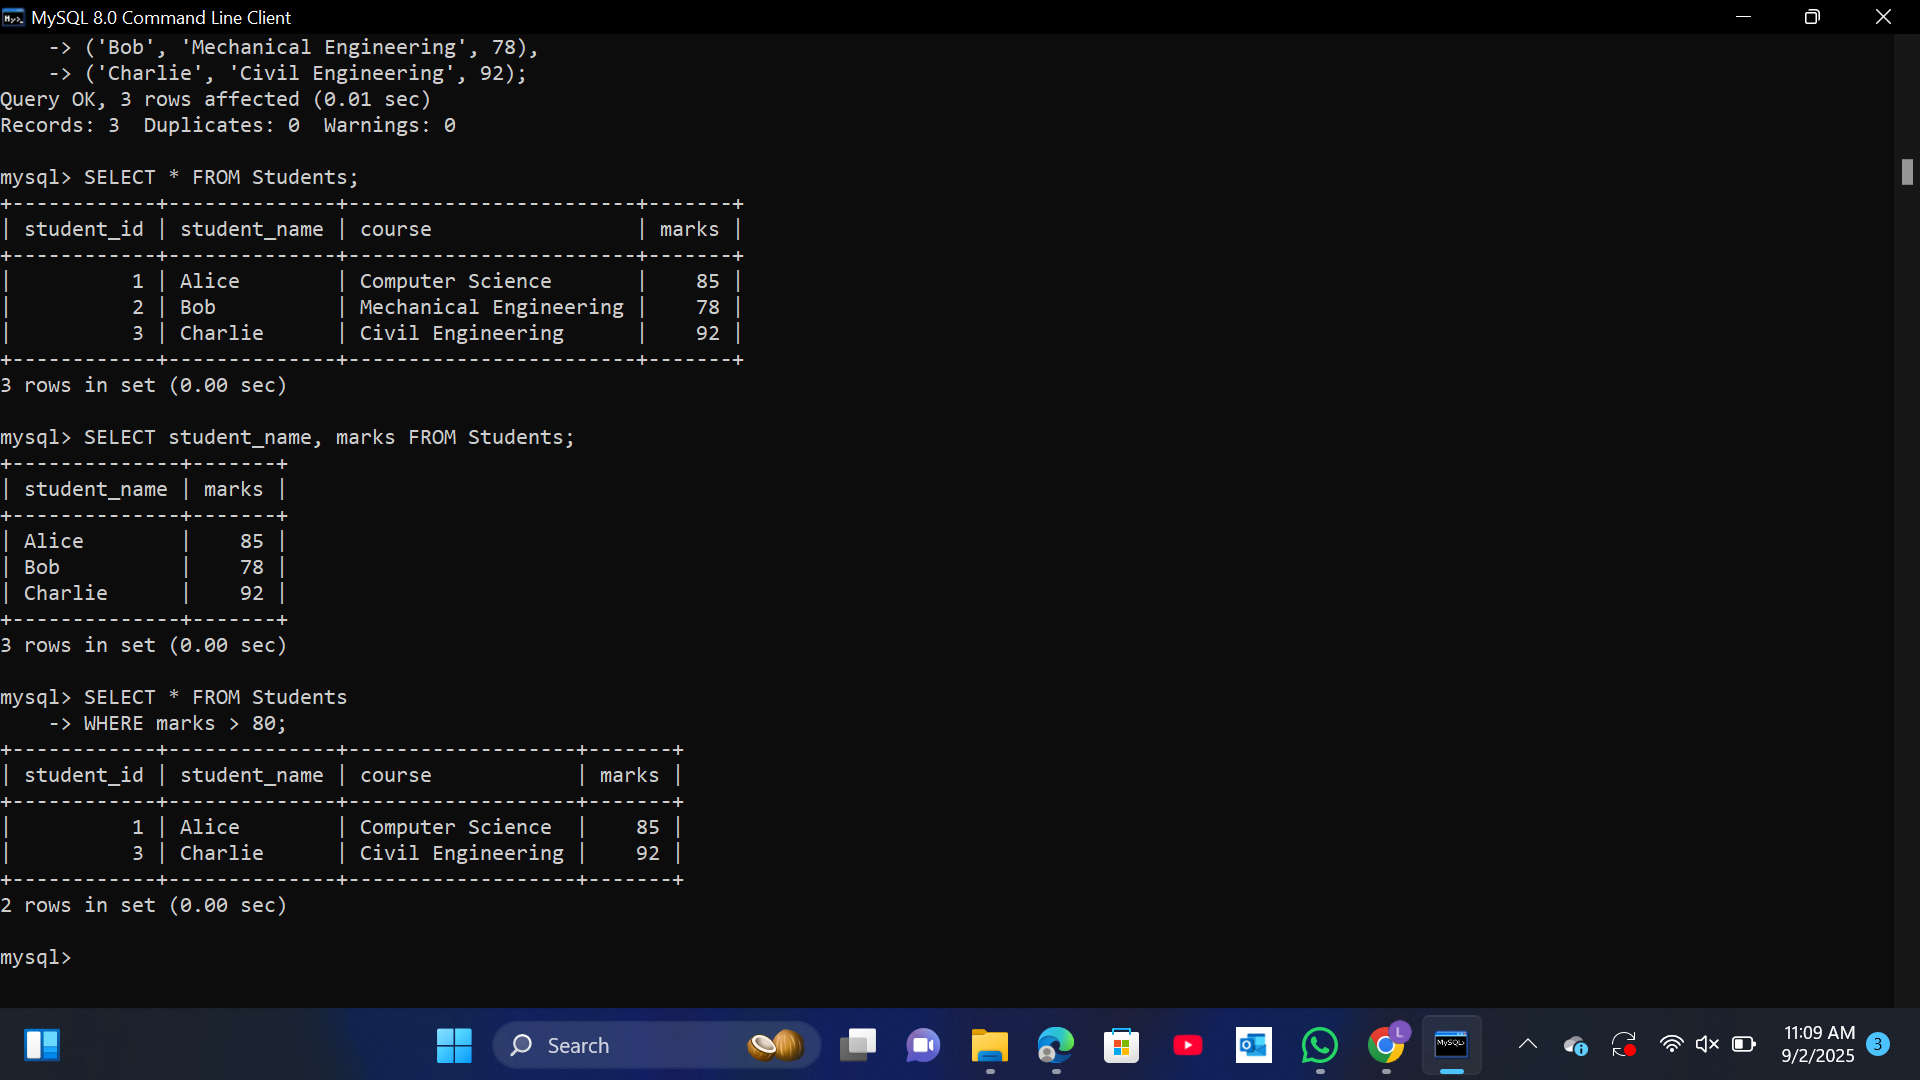 MySQL 8.0 Command Line Client
    -> ('Bob', 'Mechanical Engineering', 78),
    -> ('Charlie', 'Civil Engineering', 92);
Query OK, 3 rows affected (0.01 sec)
Records: 3  Duplicates: 0  Warnings: 0

mysql> SELECT * FROM Students;
+------------+--------------+------------------------+-------+
| student_id | student_name | course                 | marks |
+------------+--------------+------------------------+-------+
|          1 | Alice        | Computer Science       |    85 |
|          2 | Bob          | Mechanical Engineering |    78 |
|          3 | Charlie      | Civil Engineering      |    92 |
+------------+--------------+------------------------+-------+
3 rows in set (0.00 sec)

mysql> SELECT student_name, marks FROM Students;
+--------------+-------+
| student_name | marks |
+--------------+-------+
| Alice        |    85 |
| Bob          |    78 |
| Charlie      |    92 |
+--------------+-------+
3 rows in set (0.00 sec)

mysql> SELECT * FROM Students
    -> WHERE marks > 80;
+------------+--------------+-------------------+-------+
| student_id | student_name | course            | marks |
+------------+--------------+-------------------+-------+
|          1 | Alice        | Computer Science  |    85 |
|          3 | Charlie      | Civil Engineering |    92 |
+------------+--------------+-------------------+-------+
2 rows in set (0.00 sec)

mysql>
Search
L
MySQL>
11:09 AM
9/2/2025
3